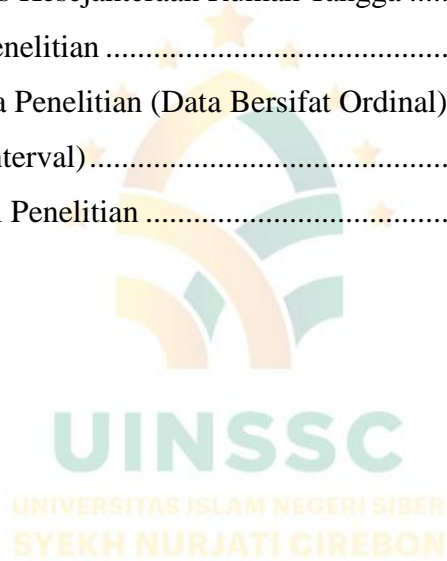 Kesejahteraan Rumah Tangga .....
enelitian ..................................................
a Penelitian (Data Bersifat Ordinal)
nterval) ....................................................
Penelitian ............................................
UINSSC
UNIVERSITAS ISLAM NEGERI SIBER
SYEKH NURJATI CIREBON